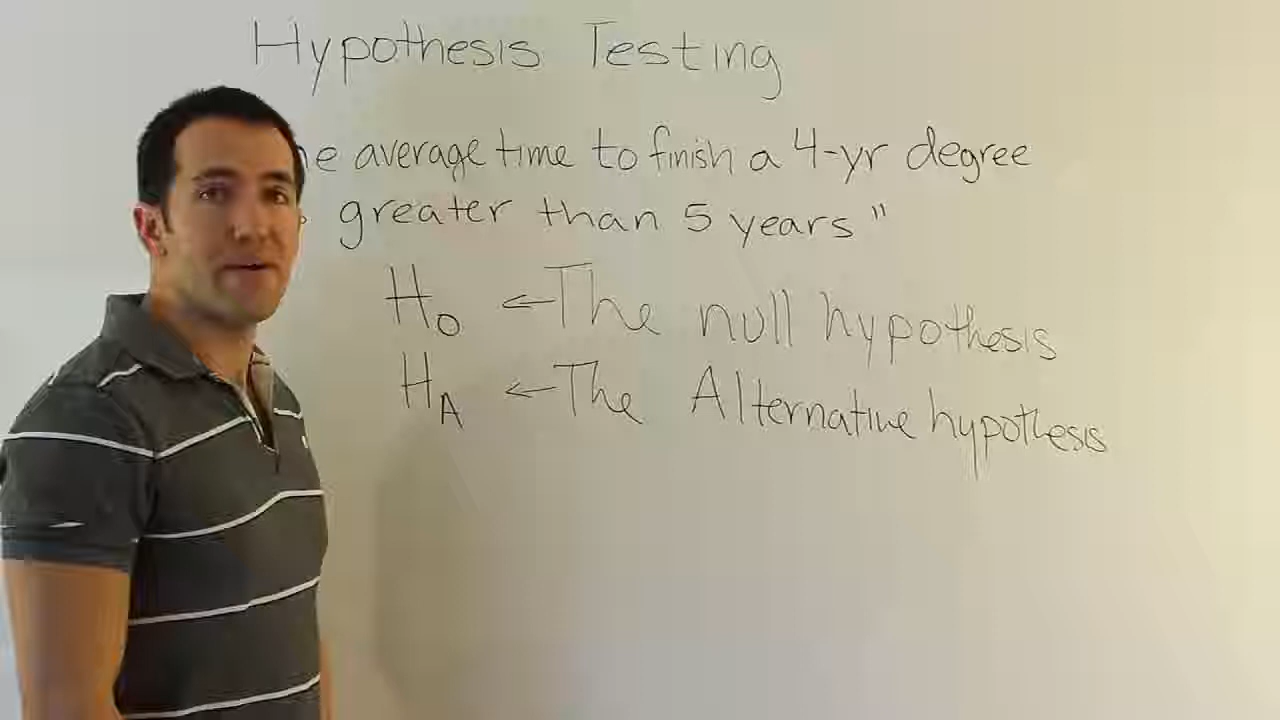 Hypothesis Testing
average time to finish a 4-yr degree
greater than 5 years"
H₀ ← The null hypothesis
Hₐ ← The Alternative hypothesis